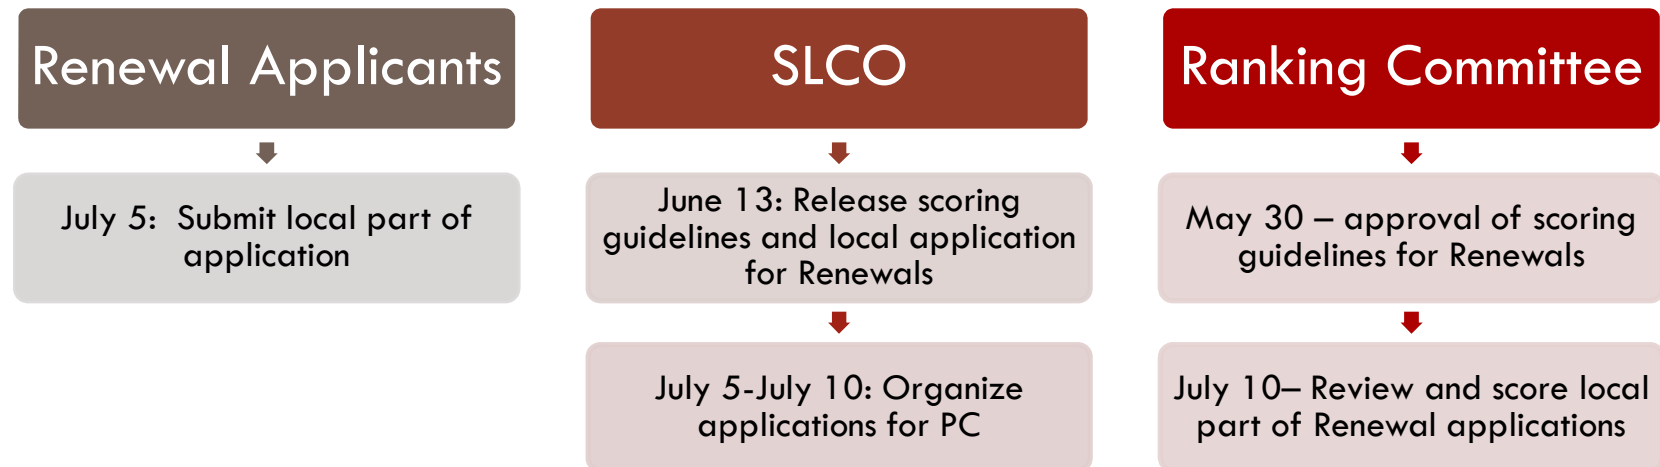 Renewal Applicants
July 5:  Submit local part of
application
SLCO
June 13: Release scoring
guidelines and local application
for Renewals
July 5-July 10: Organize
applications for PC
Ranking Committee
May 30 – approval of scoring
guidelines for Renewals
July 10– Review and score local
part of Renewal applications